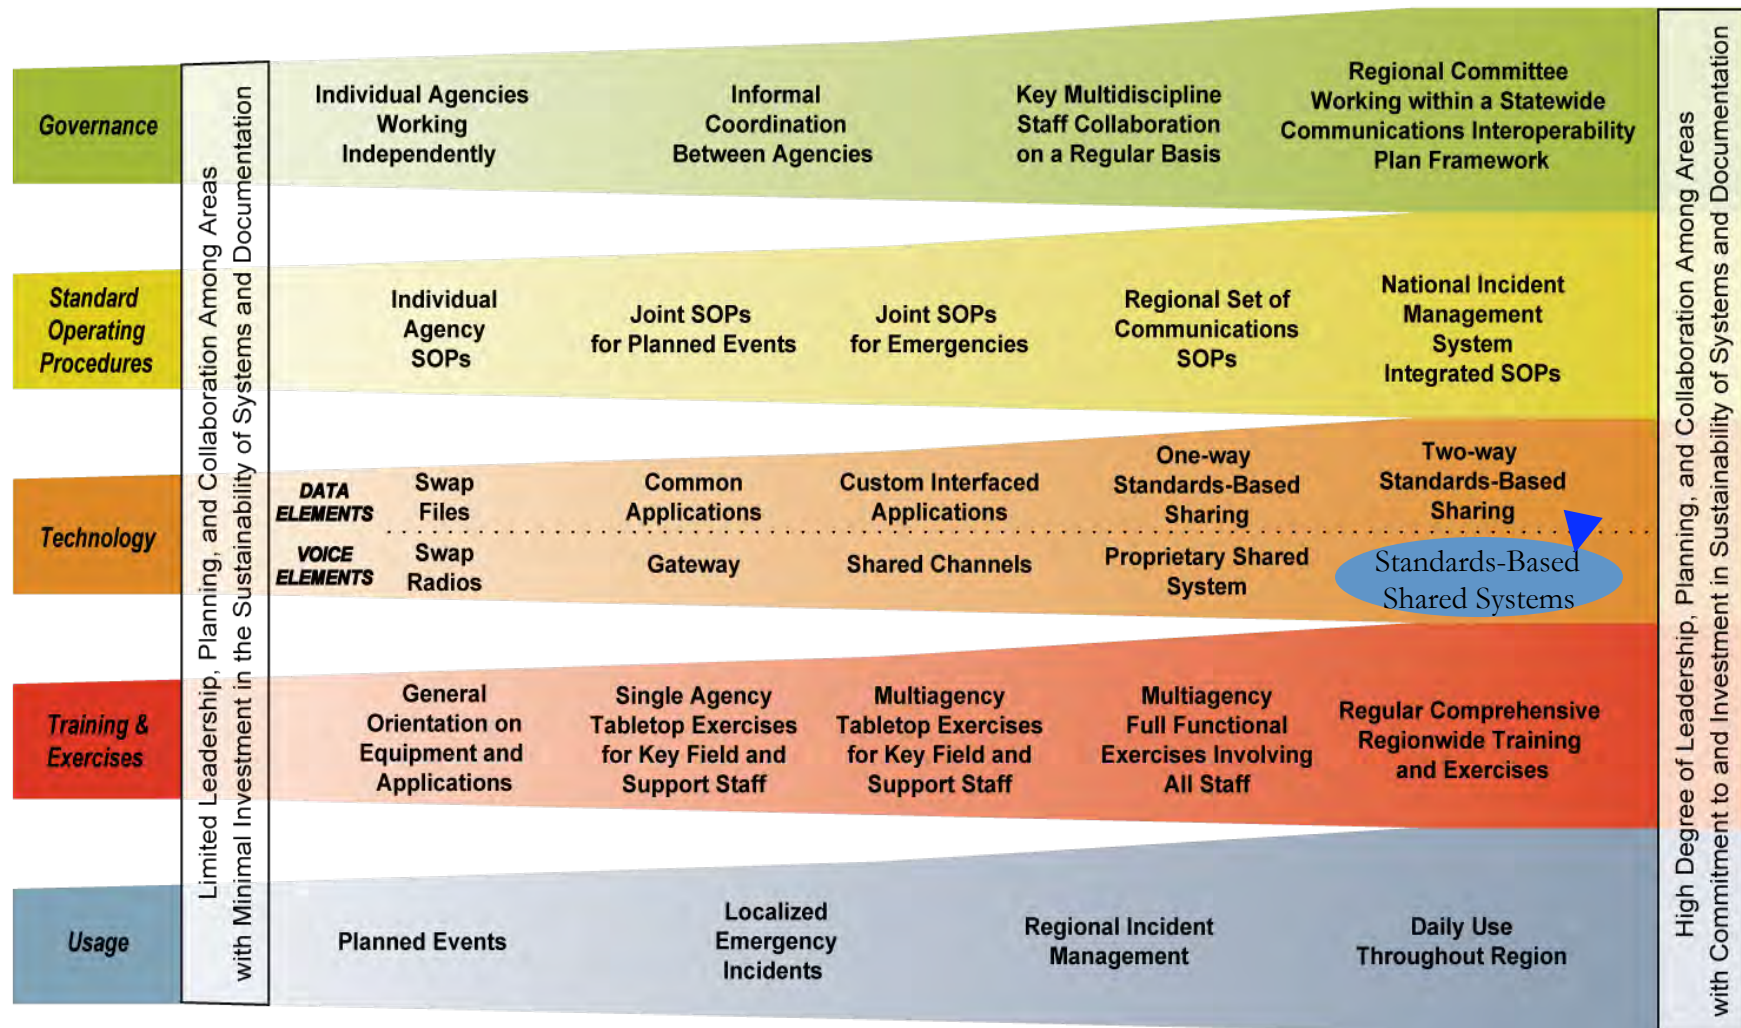 Governance
Individual Agencies
Working
Independently
Informal
Coordination
Between Agencies
Key Multidiscipline
Staff Collaboration
on a Regular Basis
Regional Committee
Working within a Statewide
Communications Interoperability
Plan Framework
Standard
Operating
Procedures
Individual
Agency
SOPs
Joint SOPs
for Planned Events
Joint SOPs
for Emergencies
Regional Set of
Communications
SOPs
National Incident
Management
System
Integrated SOPs
Technology
DATA
ELEMENTS
Swap
Files
Common
Applications
Custom Interfaced
Applications
One-way
Standards-Based
Sharing
Two-way
Standards-Based
Sharing
VOICE
ELEMENTS
Swap
Radios
Gateway
Shared Channels
Proprietary Shared
System
Standards-Based
Shared Systems
Training &
Exercises
General
Orientation on
Equipment and
Applications
Single Agency
Tabletop Exercises
for Key Field and
Support Staff
Multiagency
Tabletop Exercises
for Key Field and
Support Staff
Multiagency
Full Functional
Exercises Involving
All Staff
Regular Comprehensive
Regionwide Training
and Exercises
Usage
Planned Events
Localized
Emergency
Incidents
Regional Incident
Management
Daily Use
Throughout Region
Limited Leadership, Planning, and Collaboration Among Areas
with Minimal Investment in the Sustainability of Systems and Documentation
High Degree of Leadership, Planning, and Collaboration Among Areas
with Commitment to and Investment in Sustainability of Systems and Documentation